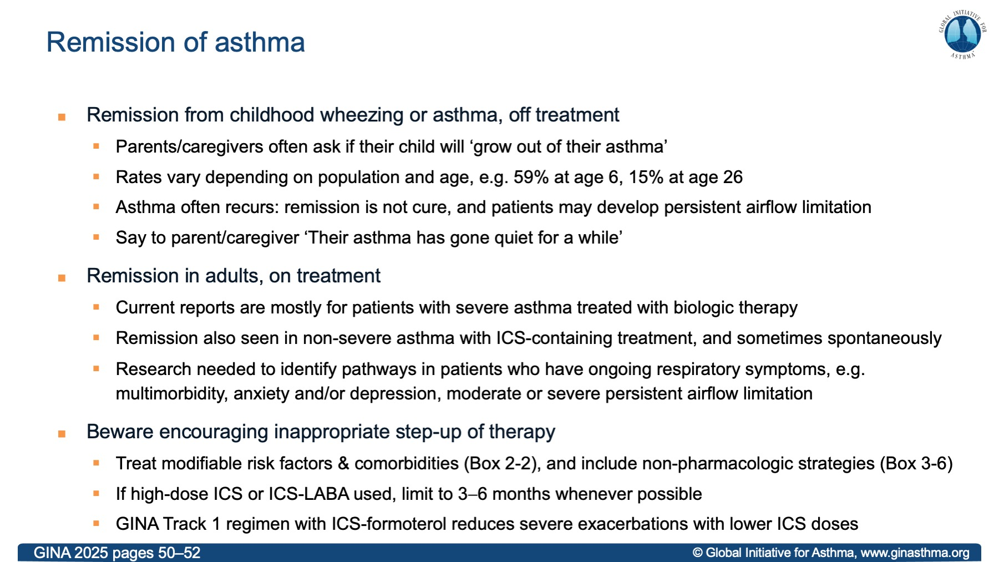 Remission of asthma
GLOBAL INITIATIVE FOR
ASTHMA
Remission from childhood wheezing or asthma, off treatment
Parents/caregivers often ask if their child will ‘grow out of their asthma’
Rates vary depending on population and age, e.g. 59% at age 6, 15% at age 26
Asthma often recurs: remission is not cure, and patients may develop persistent airflow limitation
Say to parent/caregiver ‘Their asthma has gone quiet for a while’
Remission in adults, on treatment
Current reports are mostly for patients with severe asthma treated with biologic therapy
Remission also seen in non-severe asthma with ICS-containing treatment, and sometimes spontaneously
Research needed to identify pathways in patients who have ongoing respiratory symptoms, e.g.
multimorbidity, anxiety and/or depression, moderate or severe persistent airflow limitation
Beware encouraging inappropriate step-up of therapy
Treat modifiable risk factors & comorbidities (Box 2-2), and include non-pharmacologic strategies (Box 3-6)
If high-dose ICS or ICS-LABA used, limit to 3–6 months whenever possible
GINA Track 1 regimen with ICS-formoterol reduces severe exacerbations with lower ICS doses
GINA 2025 pages 50–52
© Global Initiative for Asthma, www.ginasthma.org